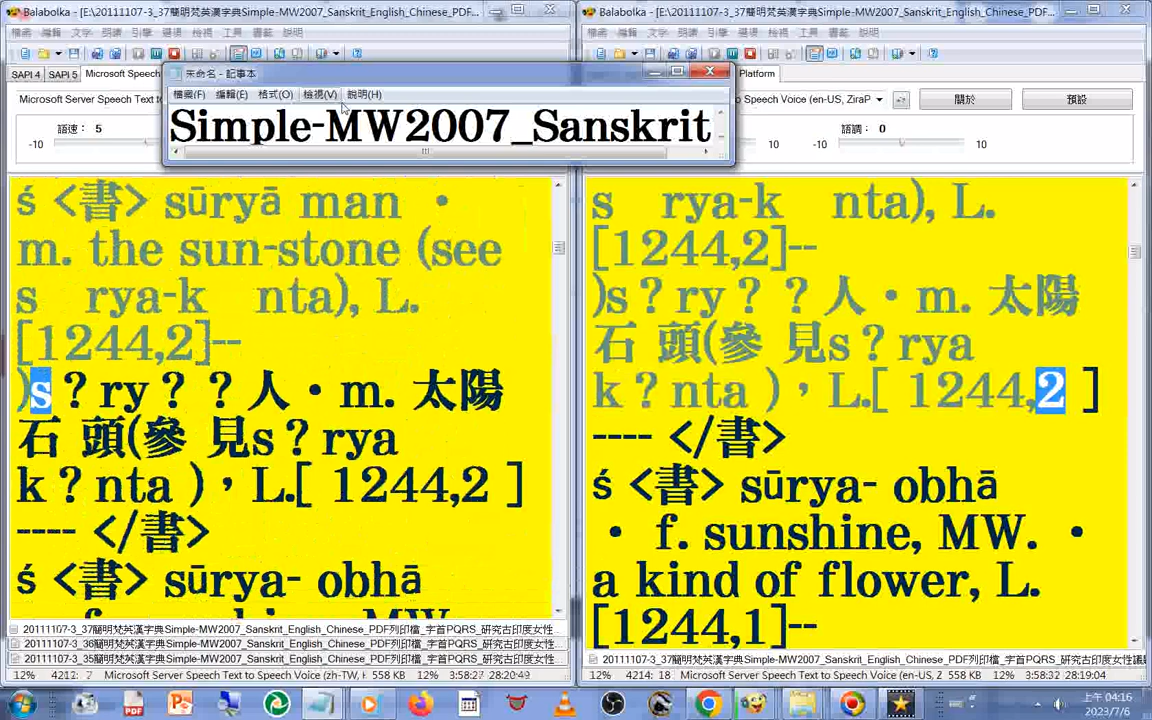 Balabolka - [E:\20111107-3_37簡明梵英漢字典Simple-MW2007_Sanskrit_English_Chinese_PDF...
檔案 編輯 文字 朗讀 引擎 選項 檢視 工具 書籤 說明
SAPI 4 SAPI 5 Microsoft Speech
Microsoft Server Speech Text to
語速： 5
-10
未命名 - 記事本
檔案(F) 編輯(E) 格式(O) 檢視(V) 說明(H)
Simple-MW2007_Sanskrit
ś <書> sūryā man •
m. the sun-stone (see
s rya-k nta), L.
[1244,2]--
)s？ry？？人•m. 太陽
石 頭(參 見s？rya
k？nta )，L.[ 1244,2 ]
---- </書>
ś <書> sūrya- obhā
20111107-3_37簡明梵英漢字典Simple-MW2007_Sanskrit_English_Chinese_PDF列印檔_字首PQRS_研究古印度女性...
20111107-3_36簡明梵英漢字典Simple-MW2007_Sanskrit_English_Chinese_PDF列印檔_字首PQRS_研究古印度女性...
20111107-3_35簡明梵英漢字典Simple-MW2007_Sanskrit_English_Chinese_PDF列印檔_字首PQRS_研究古印度女性...
12% 4212: 7 Microsoft Server Speech Text to Speech Voice (zh-TW, H 558 KB 3:58:27 28:20:49
Balabolka - [E:\20111107-3_37簡明梵英漢字典Simple-MW2007_Sanskrit_English_Chinese_PDF...
檔案 編輯 文字 朗讀 引擎 選項 檢視 工具 書籤 說明
Platform
Speech Voice (en-US, ZiraP
關於 預設
語調： 0
10 -10 10
s rya-k nta), L.
[1244,2]--
)s？ry？？人•m. 太陽
石 頭(參 見s？rya
k？nta )，L.[ 1244,2 ]
---- </書>
ś <書> sūrya- obhā
• f. sunshine, MW. •
a kind of flower, L.
[1244,1]--
20111107-3_37簡明梵英漢字典Simple-MW2007_Sanskrit_English_Chinese_PDF列印檔_字首PQRS_研究古印度女性議
12% 4214: 18 Microsoft Server Speech Text to Speech Voice (en-US, Z 558 KB 3:58:32 28:19:04
上午 04:16
2023/7/6